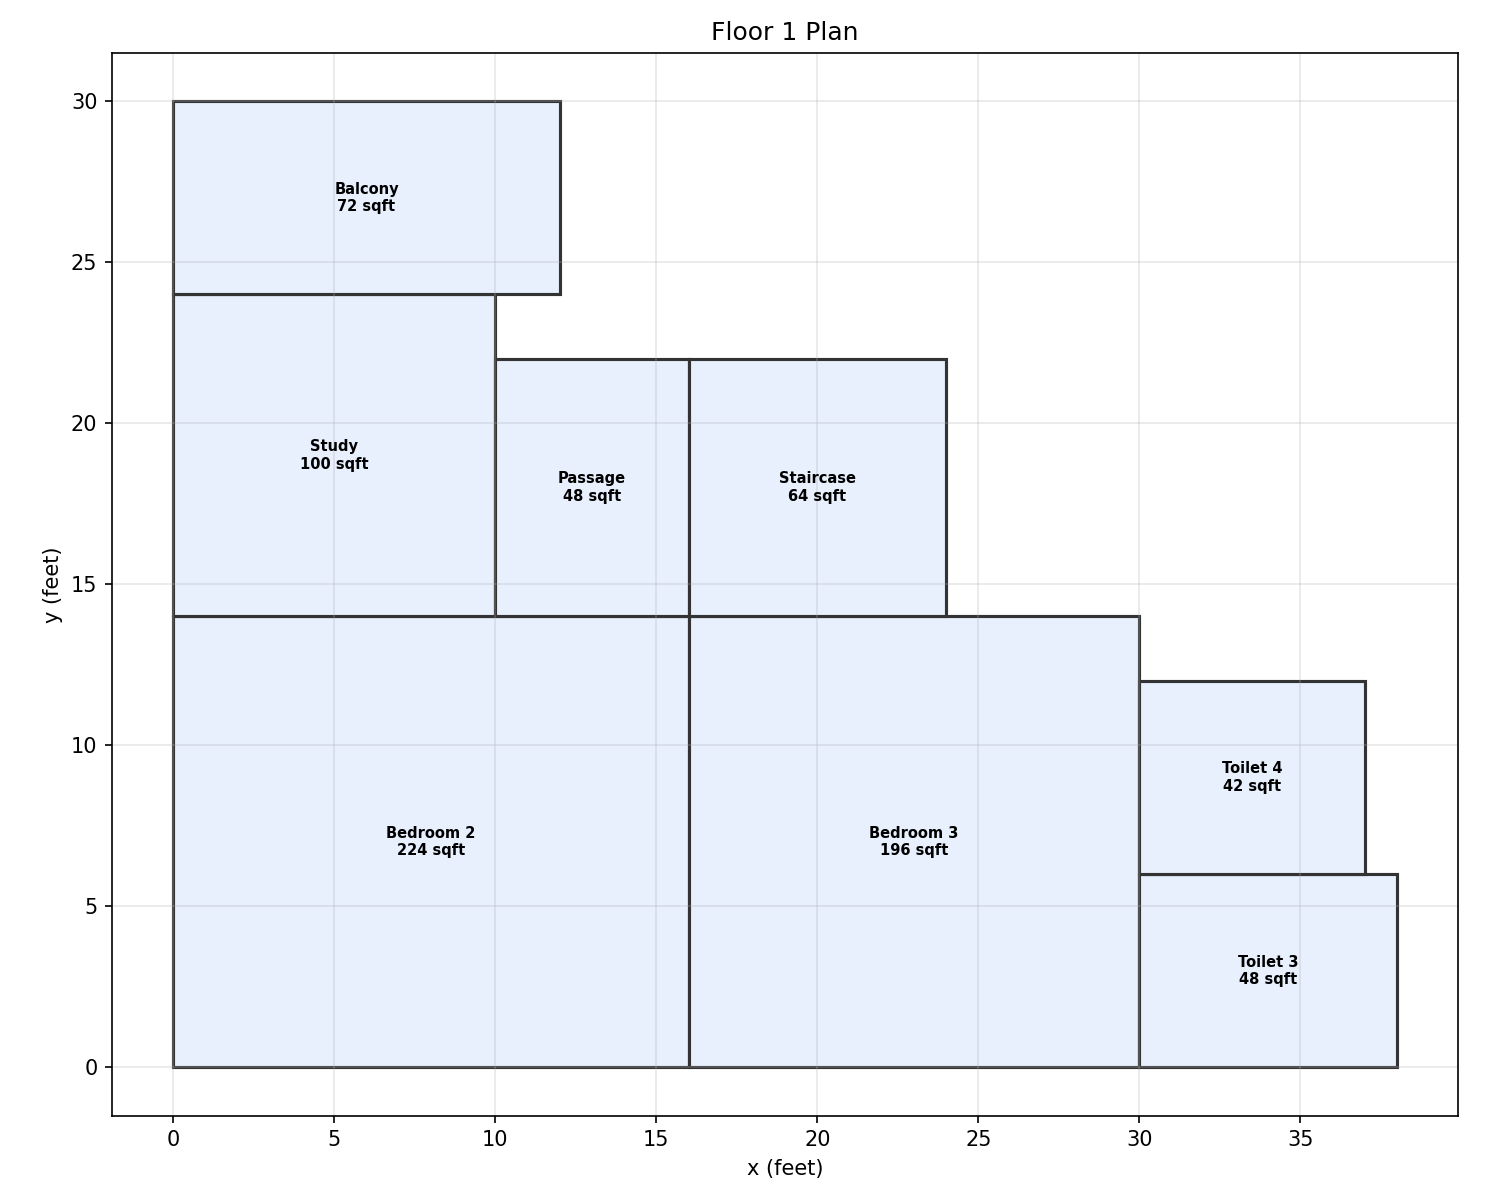 Floor 1 Plan
30
25
20
15
10
5
0
y (feet)
Balcony
72 sqft
Study
100 sqft
Passage
48 sqft
Staircase
64 sqft
Bedroom 2
224 sqft
Bedroom 3
196 sqft
Toilet 4
42 sqft
Toilet 3
48 sqft
0
5
10
15
20
25
30
35
x (feet)